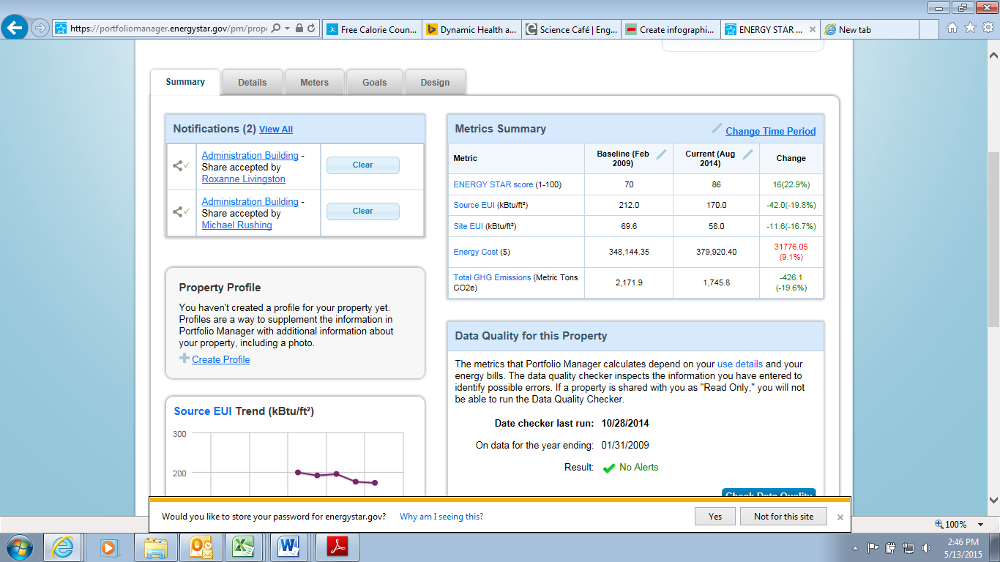 https://portfoliomanager.energystar.gov/pm/prope
Free Calorie Coun...
Dynamic Health a...
Science Café | Eng...
Create infographi...
ENERGY STAR ...
New tab
Summary
Details
Meters
Goals
Design
Notifications (2) View All
Administration Building -
Share accepted by
Roxanne Livingston
Clear
Administration Building -
Share accepted by
Michael Rushing
Clear
Property Profile
You haven't created a profile for your property yet.
Profiles are a way to supplement the information in
Portfolio Manager with additional information about
your property, including a photo.
Create Profile
Source EUI Trend (kBtu/ft²)
300
200
Metrics Summary
Change Time Period
Metric Baseline (Feb 2009) Current (Aug 2014) Change
ENERGY STAR score (1-100) 70 86 16(22.9%)
Source EUI (kBtu/ft²) 212.0 170.0 -42.0(-19.8%)
Site EUI (kBtu/ft²) 69.6 58.0 -11.6(-16.7%)
Energy Cost ($) 348,144.35 379,920.40 31776.05 (9.1%)
Total GHG Emissions (Metric Tons CO2e) 2,171.9 1,745.8 -426.1 (-19.6%)
Data Quality for this Property
The metrics that Portfolio Manager calculates depend on your use details and your
energy bills. The data quality checker inspects the information you have entered to
identify possible errors. If a property is shared with you as "Read Only," you will not
be able to run the Data Quality Checker.
Date checker last run: 10/28/2014
On data for the year ending: 01/31/2009
Result: No Alerts
Check Data Quality
Would you like to store your password for energystar.gov? Why am I seeing this?
Yes
Not for this site
100%
2:46 PM
5/13/2015